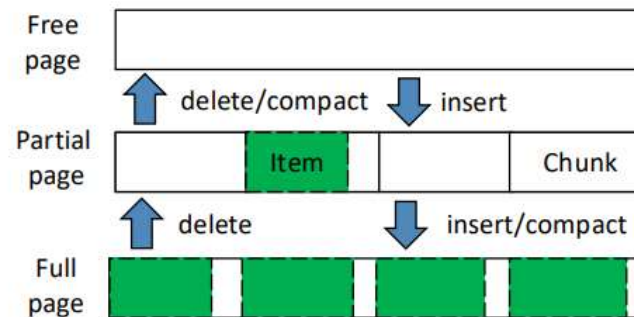 Free
page
delete/compact insert
Partial
page
Item Chunk
delete insert/compact
Full
page